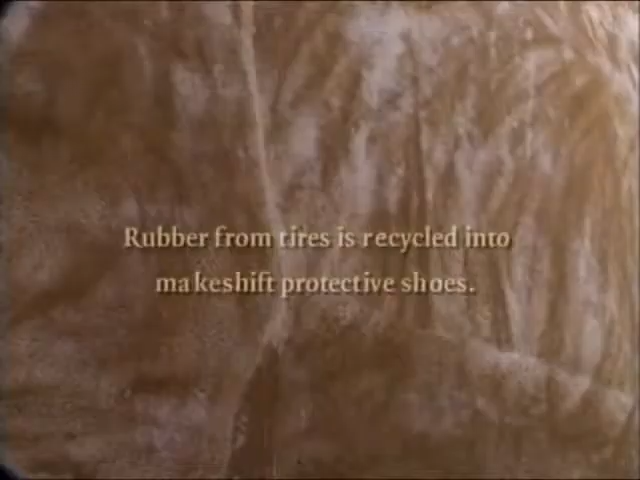 Rubber from tires is recycled into
makeshift protective shoes.